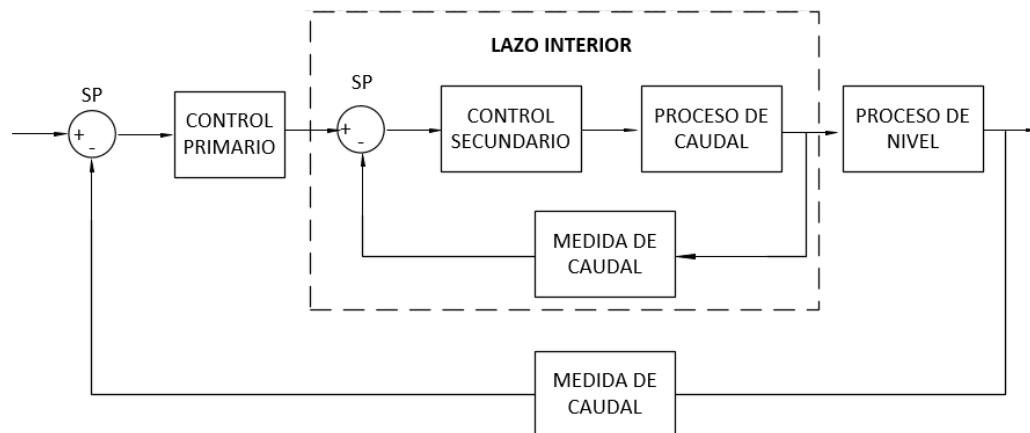 LAZO INTERIOR
SP
+
-
CONTROL
PRIMARIO
SP
+
-
CONTROL
SECUNDARIO
PROCESO DE
CAUDAL
PROCESO DE
NIVEL
MEDIDA DE
CAUDAL
MEDIDA DE
CAUDAL